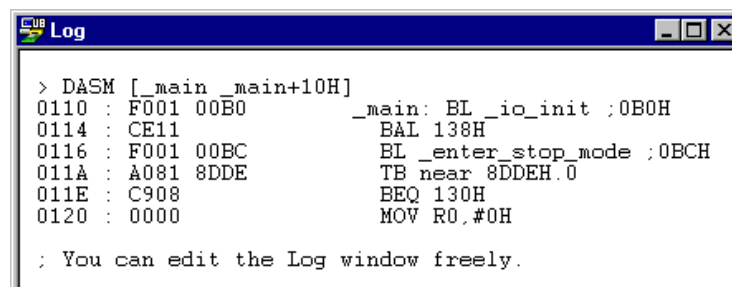 CUB Log
> DASM [_main _main+10H]
0110 : F001 00B0 _main: BL _io_init ;0B0H
0114 : CE11 BAL 138H
0116 : F001 00BC BL _enter_stop_mode ;0BCH
011A : A081 8DDE TB near 8DDEH.0
011E : C908 BEQ 130H
0120 : 0000 MOV R0,#0H
; You can edit the Log window freely.